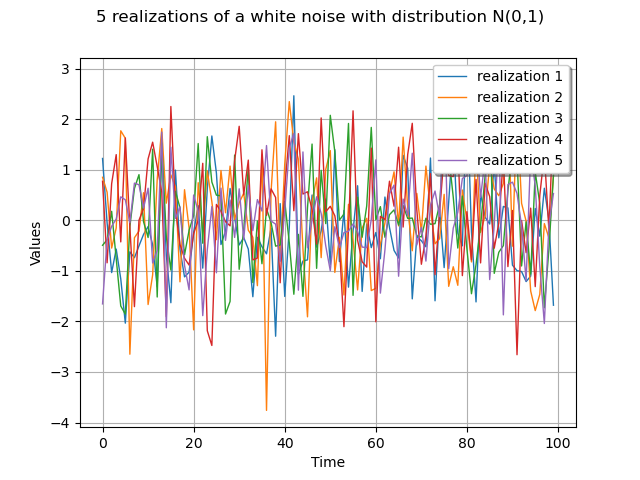 5 realizations of a white noise with distribution N(0,1)
realization 1
realization 2
realization 3
realization 4
realization 5
3
2
1
0
−1
−2
−3
−4
Values
0 20 40 60 80 100
Time